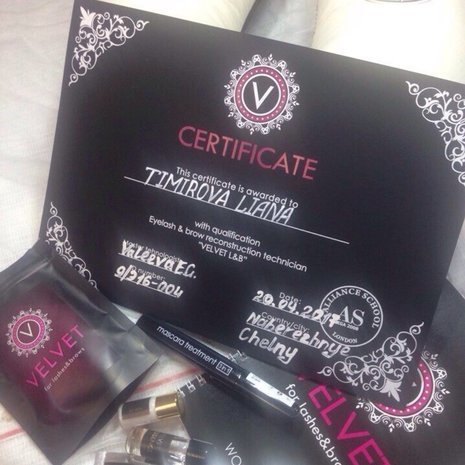 V
CERTIFICATE
This certificate is awarded to
TIMIROVA LIANA
with qualification
Eyelash & brow reconstruction technician
"VELVET L&B"
Valeeva E.G.
number:
9/216-004
Date:
20.04.2017
Country/city:
Naberezhnye
Chelny
ALLIANCE SCHOOL
AS
LONDON
V
VELVET
for lashes&brows
mascara treatment
VELVET
for lashes&brows